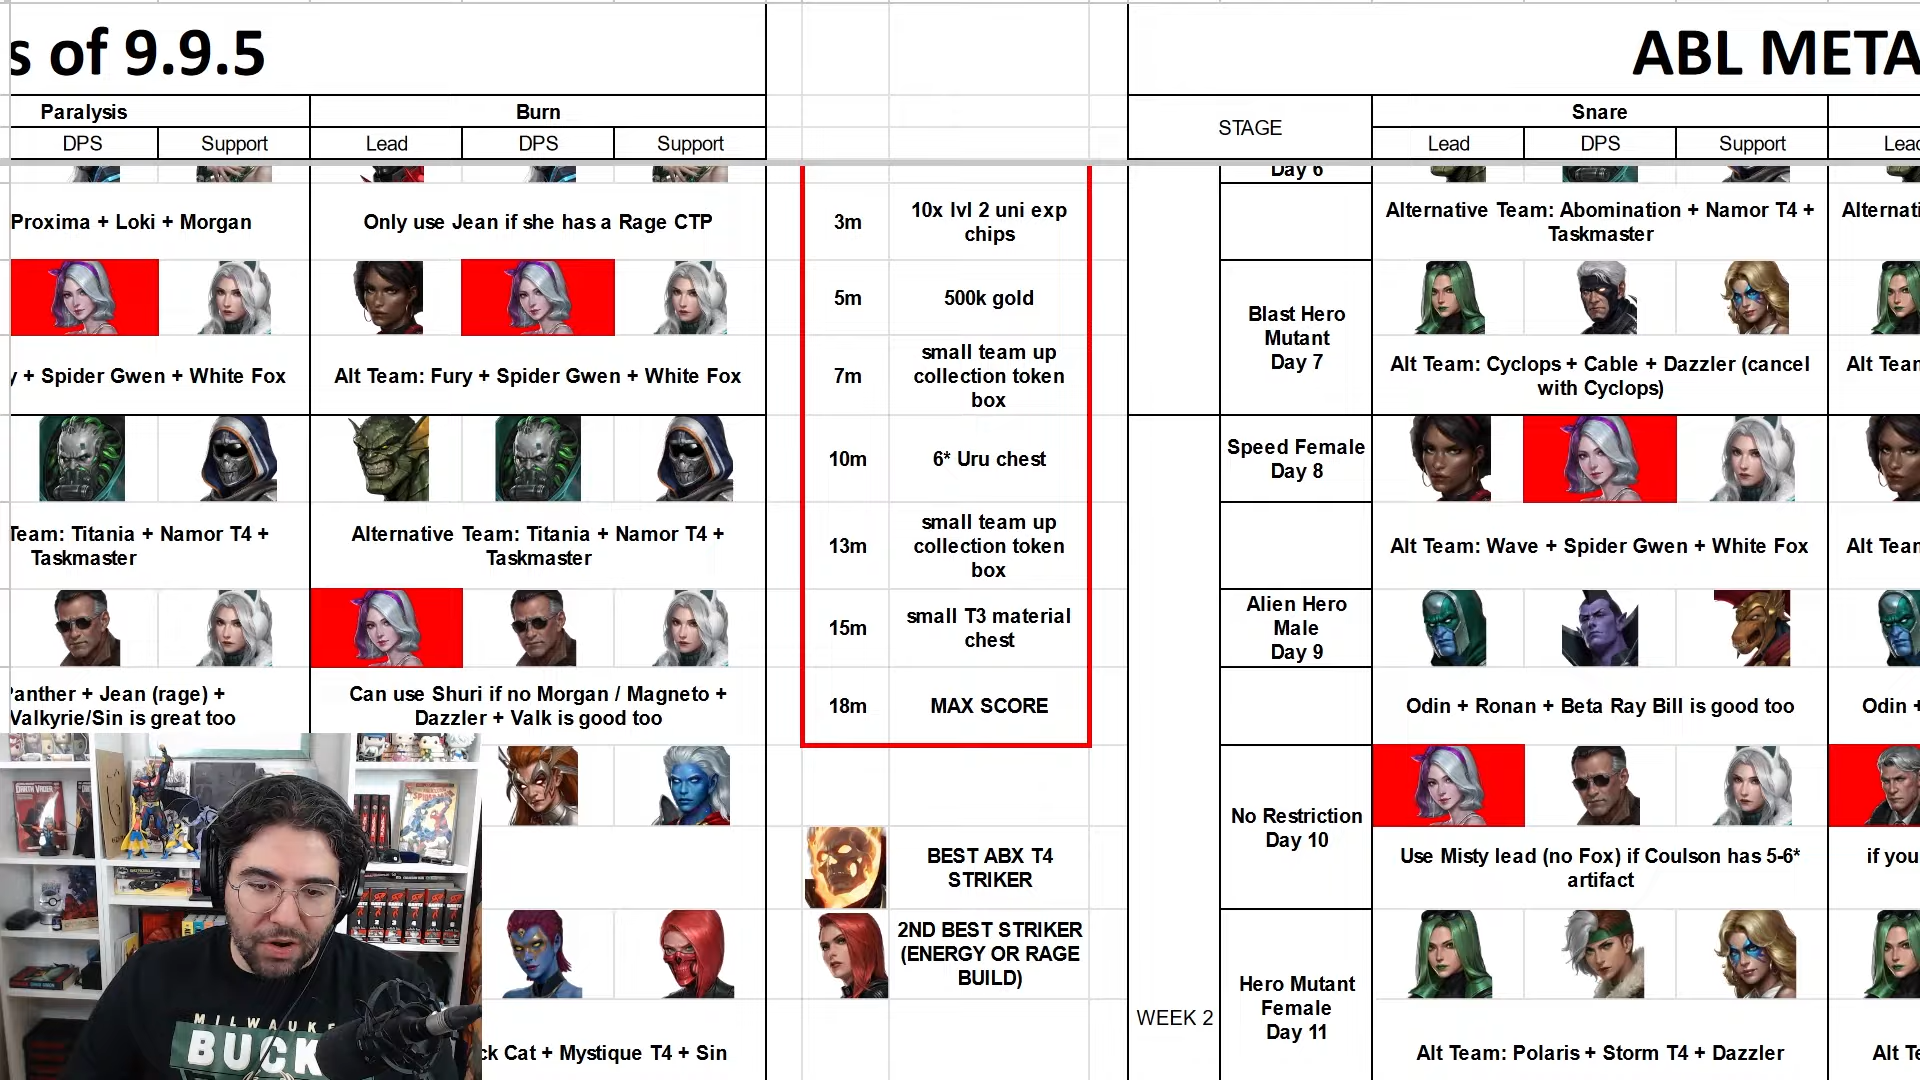 s of 9.9.5
ABL META
Paralysis
Burn
DPS
Support
Lead
DPS
Support
STAGE
Snare
Lead
DPS
Support
Day 6
Proxima + Loki + Morgan
Only use Jean if she has a Rage CTP
3m
10x lvl 2 uni exp
chips
Alternative Team: Abomination + Namor T4 +
Taskmaster
5m
500k gold
Blast Hero
Mutant
Day 7
+ Spider Gwen + White Fox
Alt Team: Fury + Spider Gwen + White Fox
7m
small team up
collection token
box
Alt Team: Cyclops + Cable + Dazzler (cancel
with Cyclops)
10m
6* Uru chest
Speed Female
Day 8
Team: Titania + Namor T4 +
Taskmaster
Alternative Team: Titania + Namor T4 +
Taskmaster
13m
small team up
collection token
box
Alt Team: Wave + Spider Gwen + White Fox
15m
small T3 material
chest
Alien Hero
Male
Day 9
Panther + Jean (rage) +
Valkyrie/Sin is great too
Can use Shuri if no Morgan / Magneto +
Dazzler + Valk is good too
18m
MAX SCORE
Odin + Ronan + Beta Ray Bill is good too
Odin +
No Restriction
Day 10
BEST ABX T4
STRIKER
Use Misty lead (no Fox) if Coulson has 5-6*
artifact
if you
2ND BEST STRIKER
(ENERGY OR RAGE
BUILD)
Hero Mutant
Female
Day 11
WEEK 2
ck Cat + Mystique T4 + Sin
Alt Team: Polaris + Storm T4 + Dazzler
DARTH VADER
MILWAUKE
BUCK